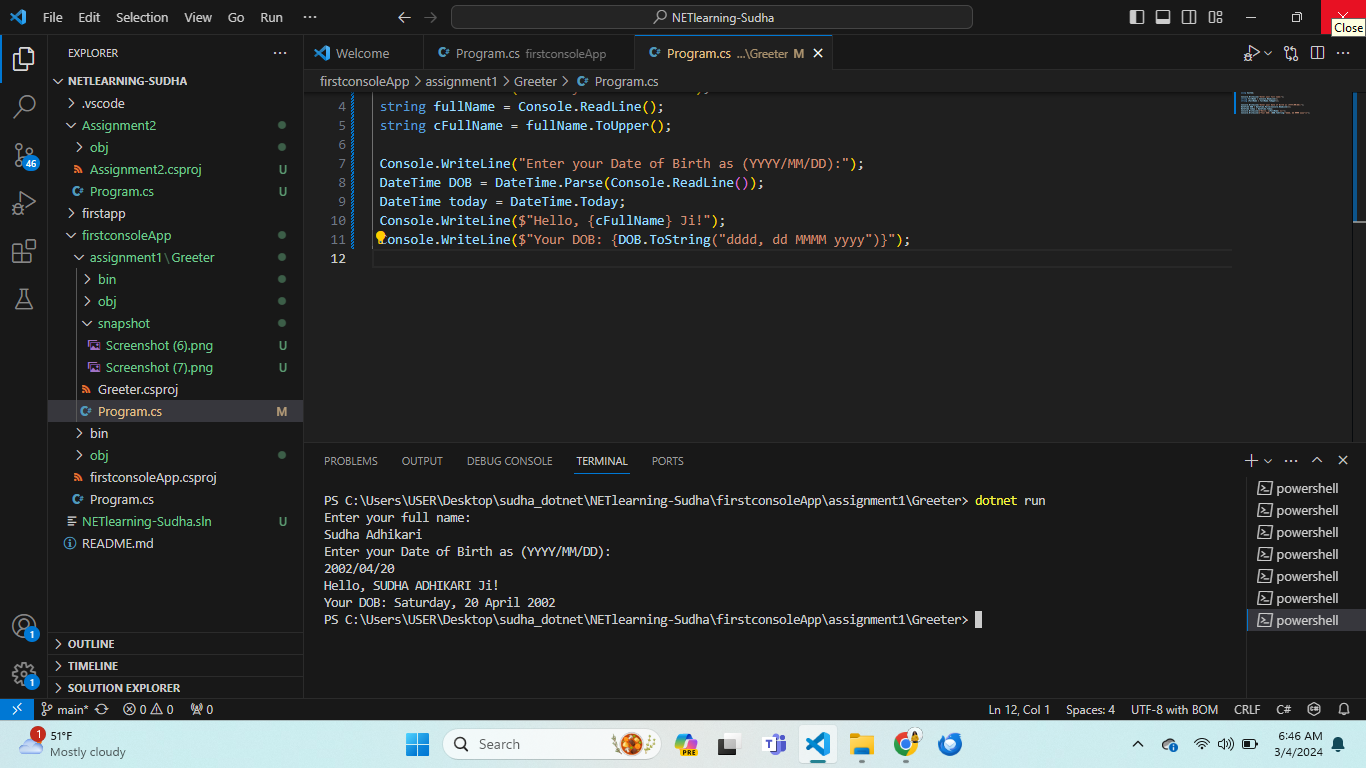 File Edit Selection View Go Run ··· NETlearning-Sudha
Close
EXPLORER ···
NETLEARNING-SUDHA
.vscode
Assignment2
obj
Assignment2.csproj U
Program.cs U
firstapp
firstconsoleApp
assignment1\Greeter
bin
obj
snapshot
Screenshot (6).png U
Screenshot (7).png U
Greeter.csproj
Program.cs M
bin
obj
firstconsoleApp.csproj
Program.cs
NETlearning-Sudha.sln U
README.md
OUTLINE
TIMELINE
SOLUTION EXPLORER
46
1
1
Welcome Program.cs firstconsoleApp Program.cs ...\Greeter M
firstconsoleApp > assignment1 > Greeter > Program.cs
4 string fullName = Console.ReadLine();
5 string cFullName = fullName.ToUpper();
6
7 Console.WriteLine("Enter your Date of Birth as (YYYY/MM/DD):");
8 DateTime DOB = DateTime.Parse(Console.ReadLine());
9 DateTime today = DateTime.Today;
10 Console.WriteLine($"Hello, {cFullName} Ji!");
11 Console.WriteLine($"Your DOB: {DOB.ToString("dddd, dd MMMM yyyy")}");
12
PROBLEMS OUTPUT DEBUG CONSOLE TERMINAL PORTS
PS C:\Users\USER\Desktop\sudha_dotnet\NETlearning-Sudha\firstconsoleApp\assignment1\Greeter> dotnet run
Enter your full name:
Sudha Adhikari
Enter your Date of Birth as (YYYY/MM/DD):
2002/04/20
Hello, SUDHA ADHIKARI Ji!
Your DOB: Saturday, 20 April 2002
PS C:\Users\USER\Desktop\sudha_dotnet\NETlearning-Sudha\firstconsoleApp\assignment1\Greeter>
powershell
powershell
powershell
powershell
powershell
powershell
powershell
main* 0 0 0 Ln 12, Col 1 Spaces: 4 UTF-8 with BOM CRLF C#
1
51°F
Mostly cloudy
Search
PRE
6:46 AM
3/4/2024